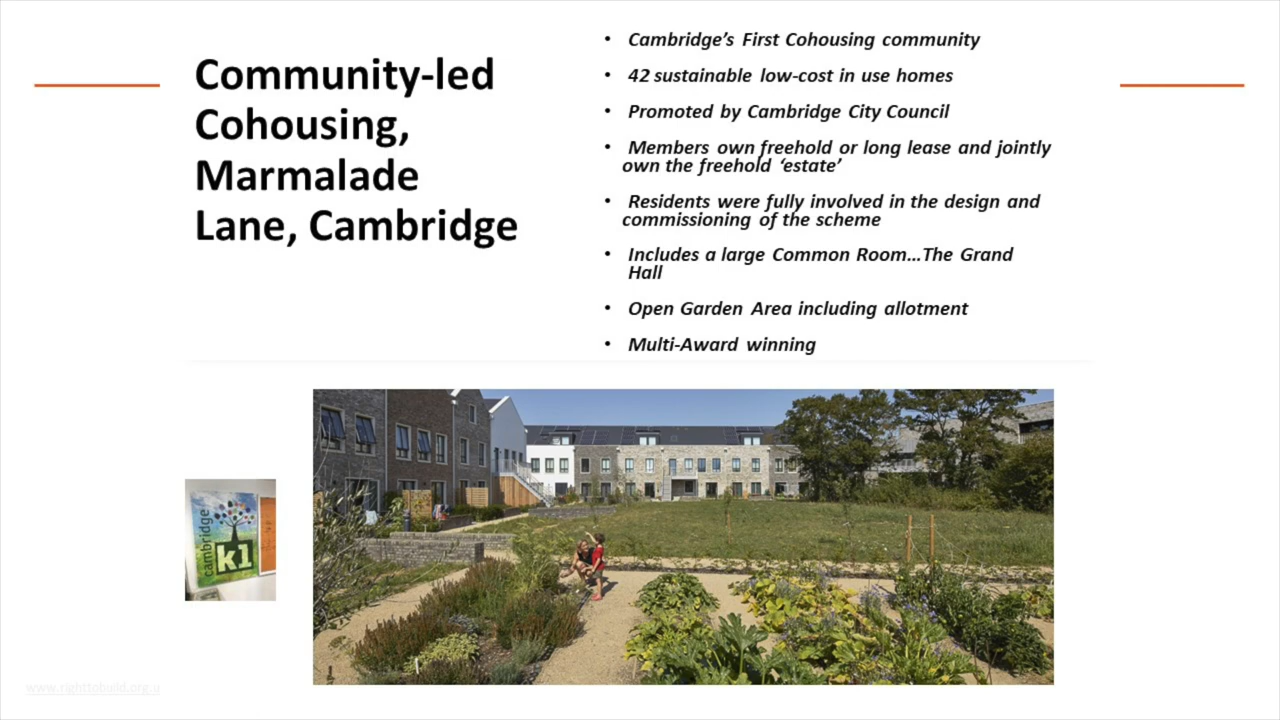 Community-led
Cohousing,
Marmalade
Lane, Cambridge
• Cambridge’s First Cohousing community
• 42 sustainable low-cost in use homes
• Promoted by Cambridge City Council
• Members own freehold or long lease and jointly
own the freehold ‘estate’
• Residents were fully involved in the design and
commissioning of the scheme
• Includes a large Common Room…The Grand
Hall
• Open Garden Area including allotment
• Multi-Award winning
cambridge
k1
www.righttobuild.org.u